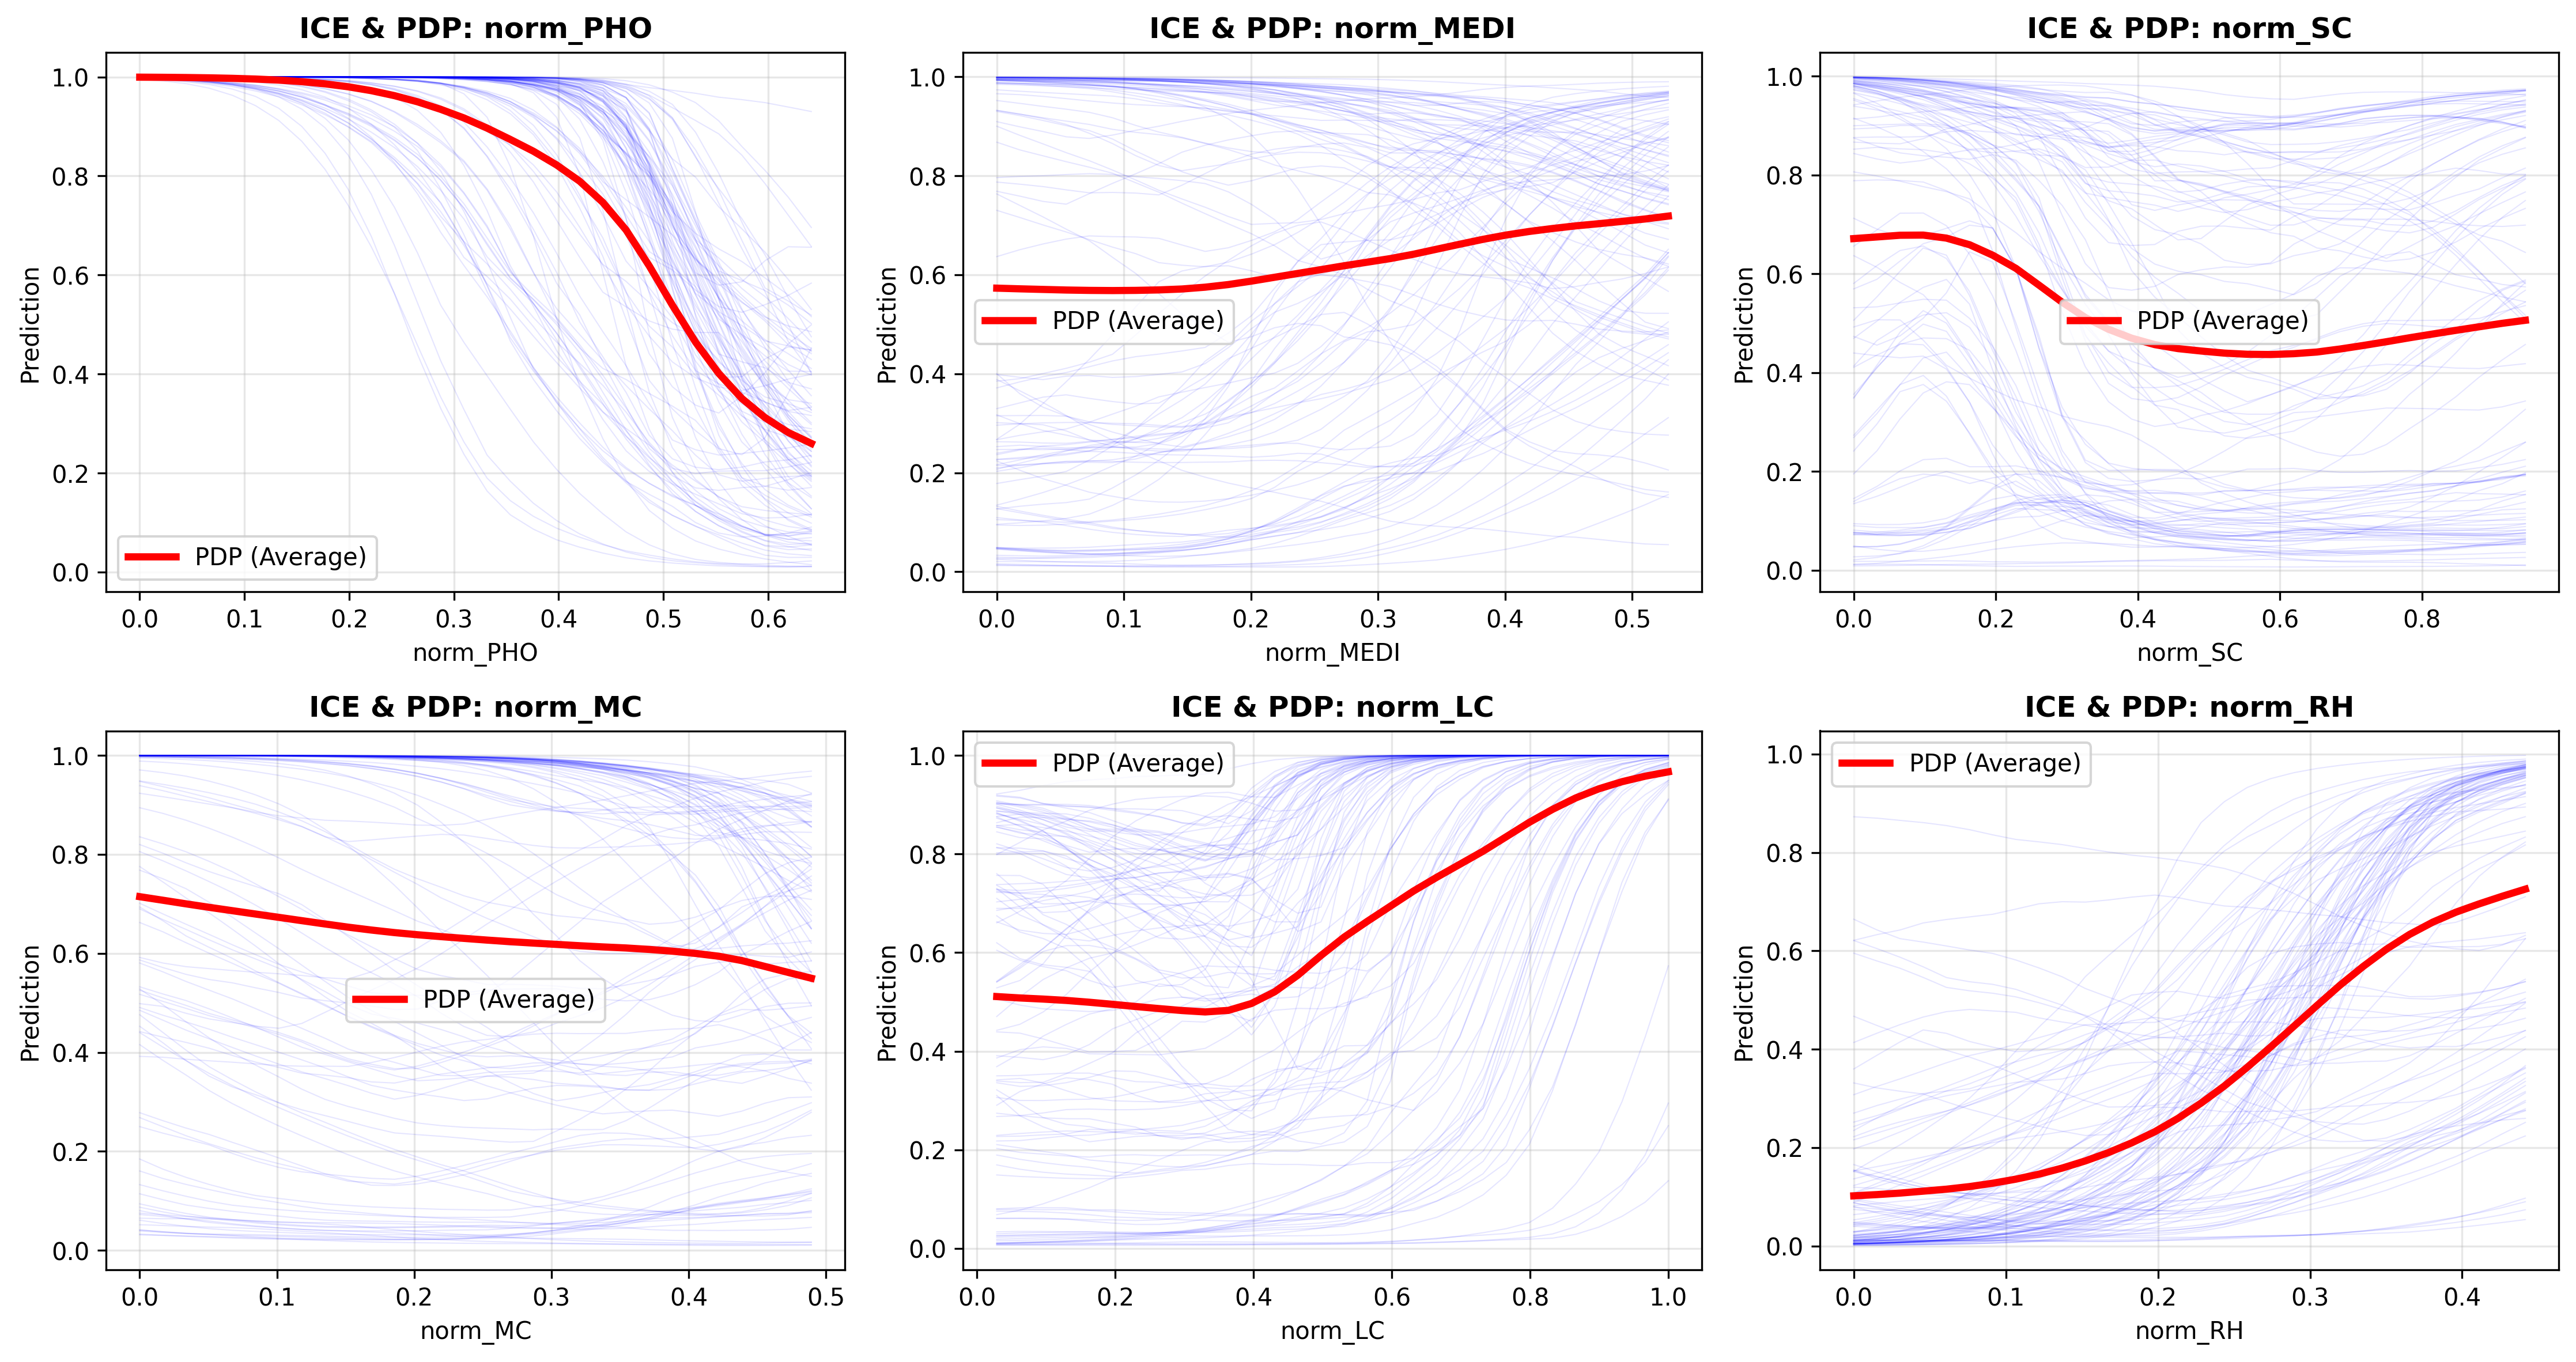 ICE & PDP: norm_PHO
1.0
0.8
0.6
0.4
0.2
0.0
Prediction
PDP (Average)
0.0 0.1 0.2 0.3 0.4 0.5 0.6
norm_PHO
ICE & PDP: norm_MEDI
1.0
0.8
0.6
0.4
0.2
0.0
Prediction
PDP (Average)
0.0 0.1 0.2 0.3 0.4 0.5
norm_MEDI
ICE & PDP: norm_SC
1.0
0.8
0.6
0.4
0.2
0.0
Prediction
PDP (Average)
0.0 0.2 0.4 0.6 0.8
norm_SC
ICE & PDP: norm_MC
1.0
0.8
0.6
0.4
0.2
0.0
Prediction
PDP (Average)
0.0 0.1 0.2 0.3 0.4 0.5
norm_MC
ICE & PDP: norm_LC
1.0
0.8
0.6
0.4
0.2
0.0
Prediction
PDP (Average)
0.0 0.2 0.4 0.6 0.8 1.0
norm_LC
ICE & PDP: norm_RH
1.0
0.8
0.6
0.4
0.2
0.0
Prediction
PDP (Average)
0.0 0.1 0.2 0.3 0.4
norm_RH